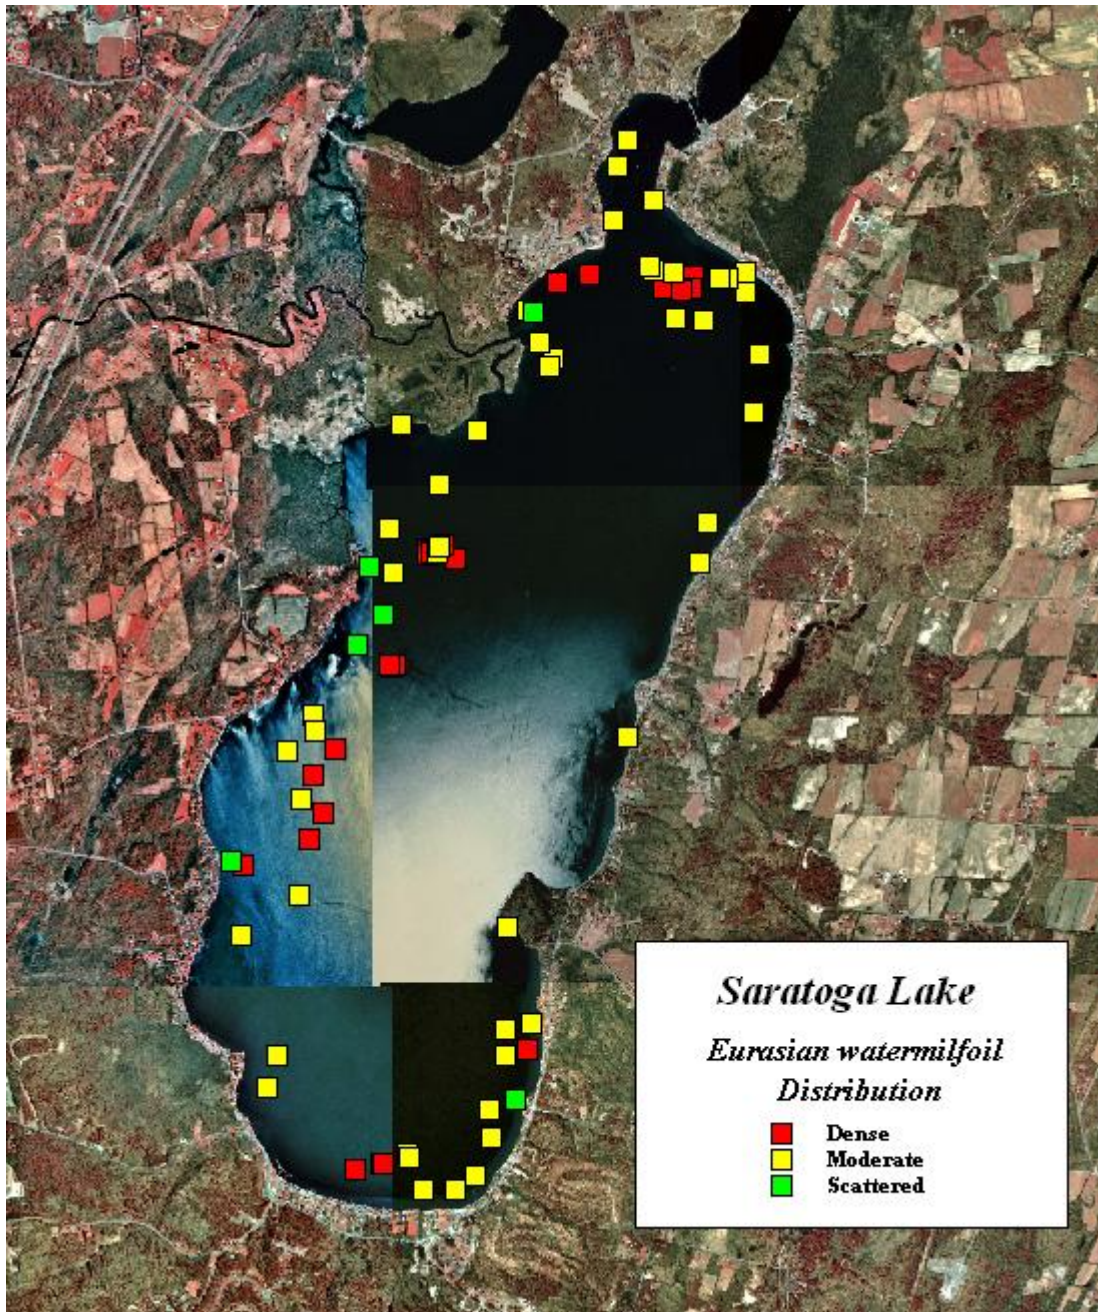 Saratoga Lake
Eurasian watermilfoil
Distribution
Dense
Moderate
Scattered